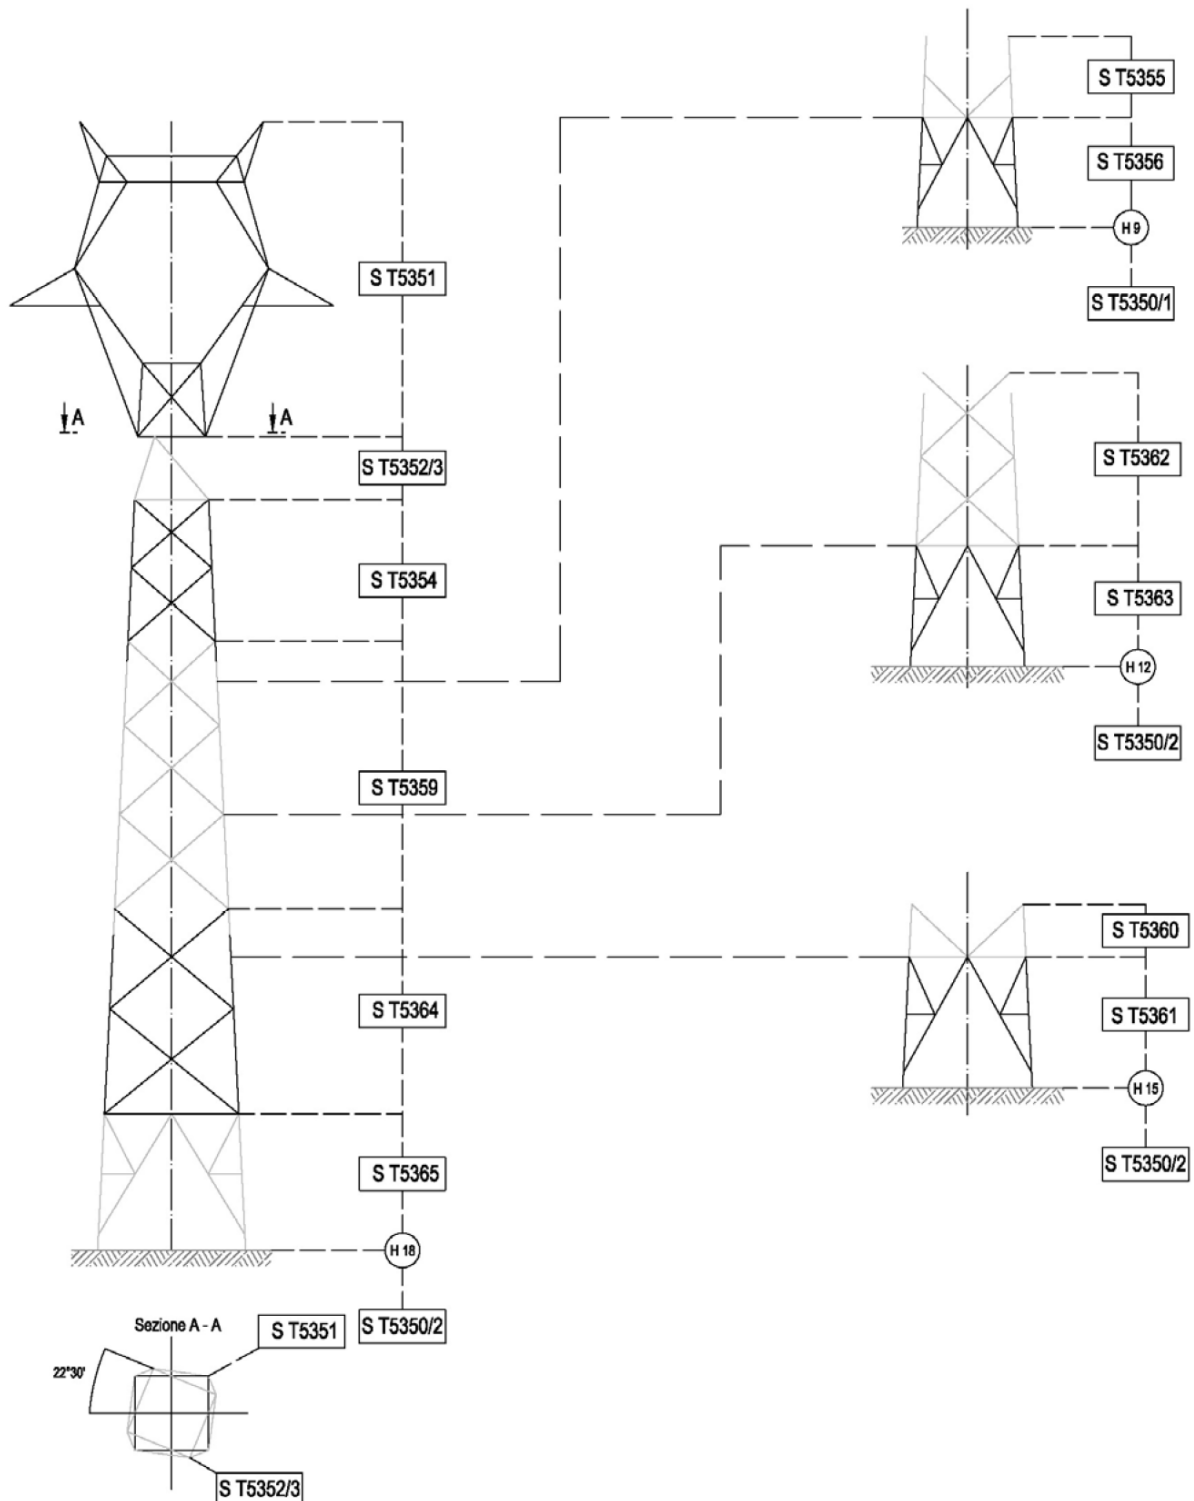 S T5355
S T5356
H 9
S T5350/1
S T5351
A
A
S T5352/3
S T5354
S T5359
S T5364
S T5365
H 18
S T5350/2
S T5362
S T5363
H 12
S T5350/2
S T5360
S T5361
H 15
S T5350/2
Sezione A - A
S T5351
22°30'
S T5352/3